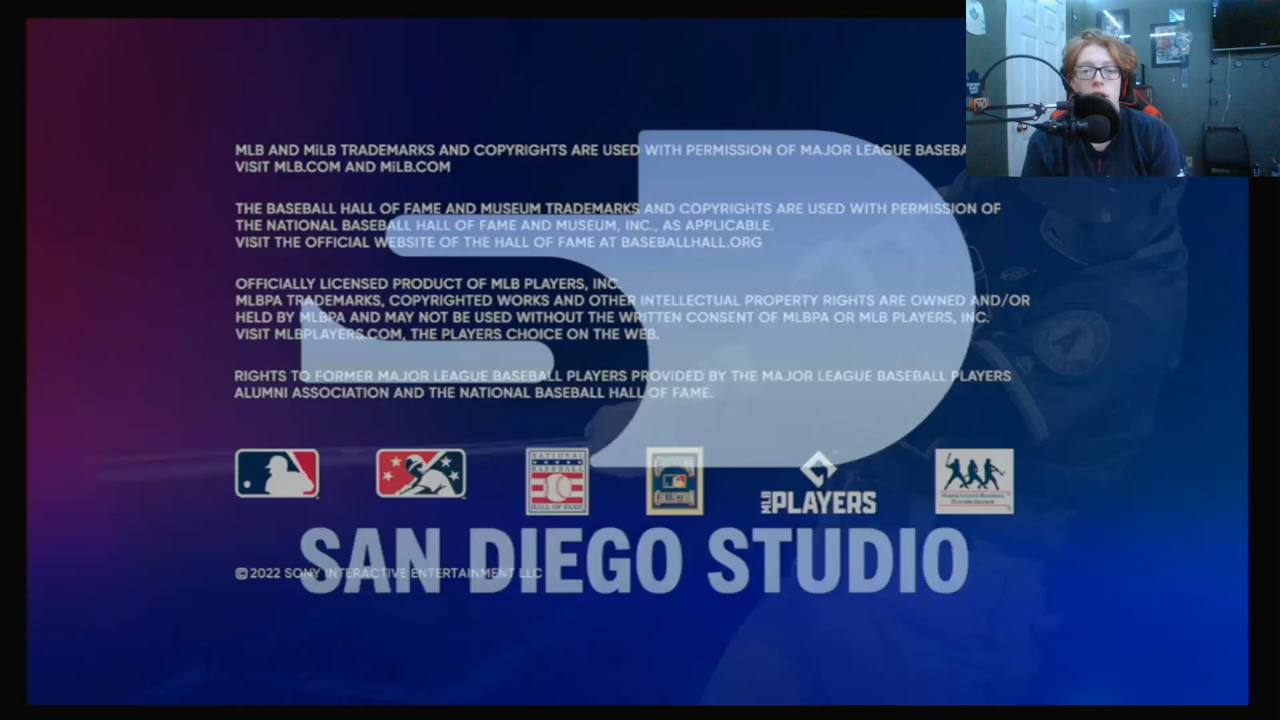 MLB AND MiLB TRADEMARKS AND COPYRIGHTS ARE USED WITH PERMISSION OF MAJOR LEAGUE
VISIT MLB.COM AND MiLB.COM
THE BASEBALL HALL OF FAME AND MUSEUM TRADEMARKS AND COPYRIGHTS ARE USED WITH PERMISSION OF
THE NATIONAL BASEBALL HALL OF FAME AND MUSEUM, INC., AS APPLICABLE.
VISIT THE OFFICIAL WEBSITE OF THE HALL OF FAME AT BASEBALLHALL.ORG
OFFICIALLY LICENSED PRODUCT OF MLB PLAYERS, INC.
MLBPA TRADEMARKS, COPYRIGHTED WORKS AND OTHER INTELLECTUAL PROPERTY RIGHTS ARE OWNED AND/OR
HELD BY MLBPA AND MAY NOT BE USED WITHOUT THE WRITTEN CONSENT OF MLBPA OR MLB PLAYERS, INC.
VISIT MLBPLAYERS.COM, THE PLAYERS CHOICE ON THE WEB.
RIGHTS TO FORMER MAJOR LEAGUE BASEBALL PLAYERS PROVIDED BY THE MAJOR LEAGUE BASEBALL PLAYERS
ALUMNI ASSOCIATION AND THE NATIONAL BASEBALL HALL OF FAME.
NATIONAL
BASEBALL
HALL OF FAME
MLB PLAYERS
SAN DIEGO STUDIO
©2022 SONY INTERACTIVE ENTERTAINMENT LLC